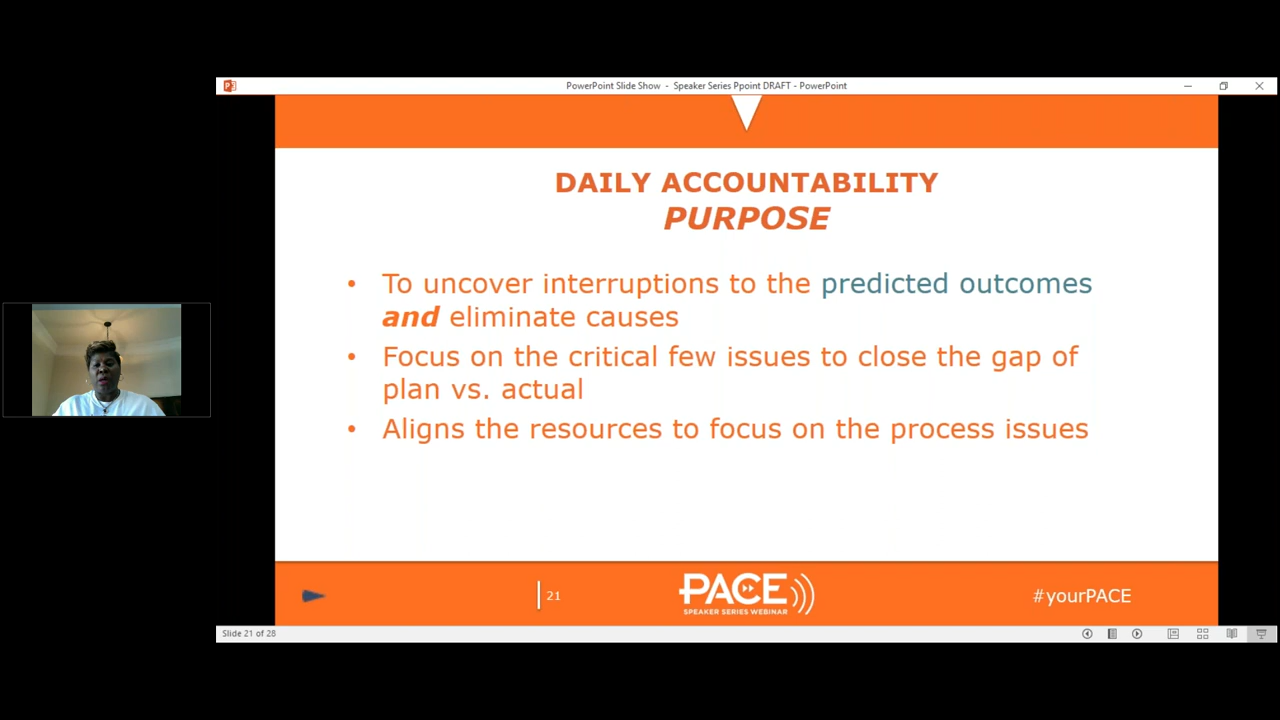 PowerPoint Slide Show - Speaker Series Ppoint DRAFT - PowerPoint
DAILY ACCOUNTABILITY
PURPOSE
• To uncover interruptions to the predicted outcomes
and eliminate causes
• Focus on the critical few issues to close the gap of
plan vs. actual
• Aligns the resources to focus on the process issues
21
PACE
SPEAKER SERIES WEBINAR
#yourPACE
Slide 21 of 28